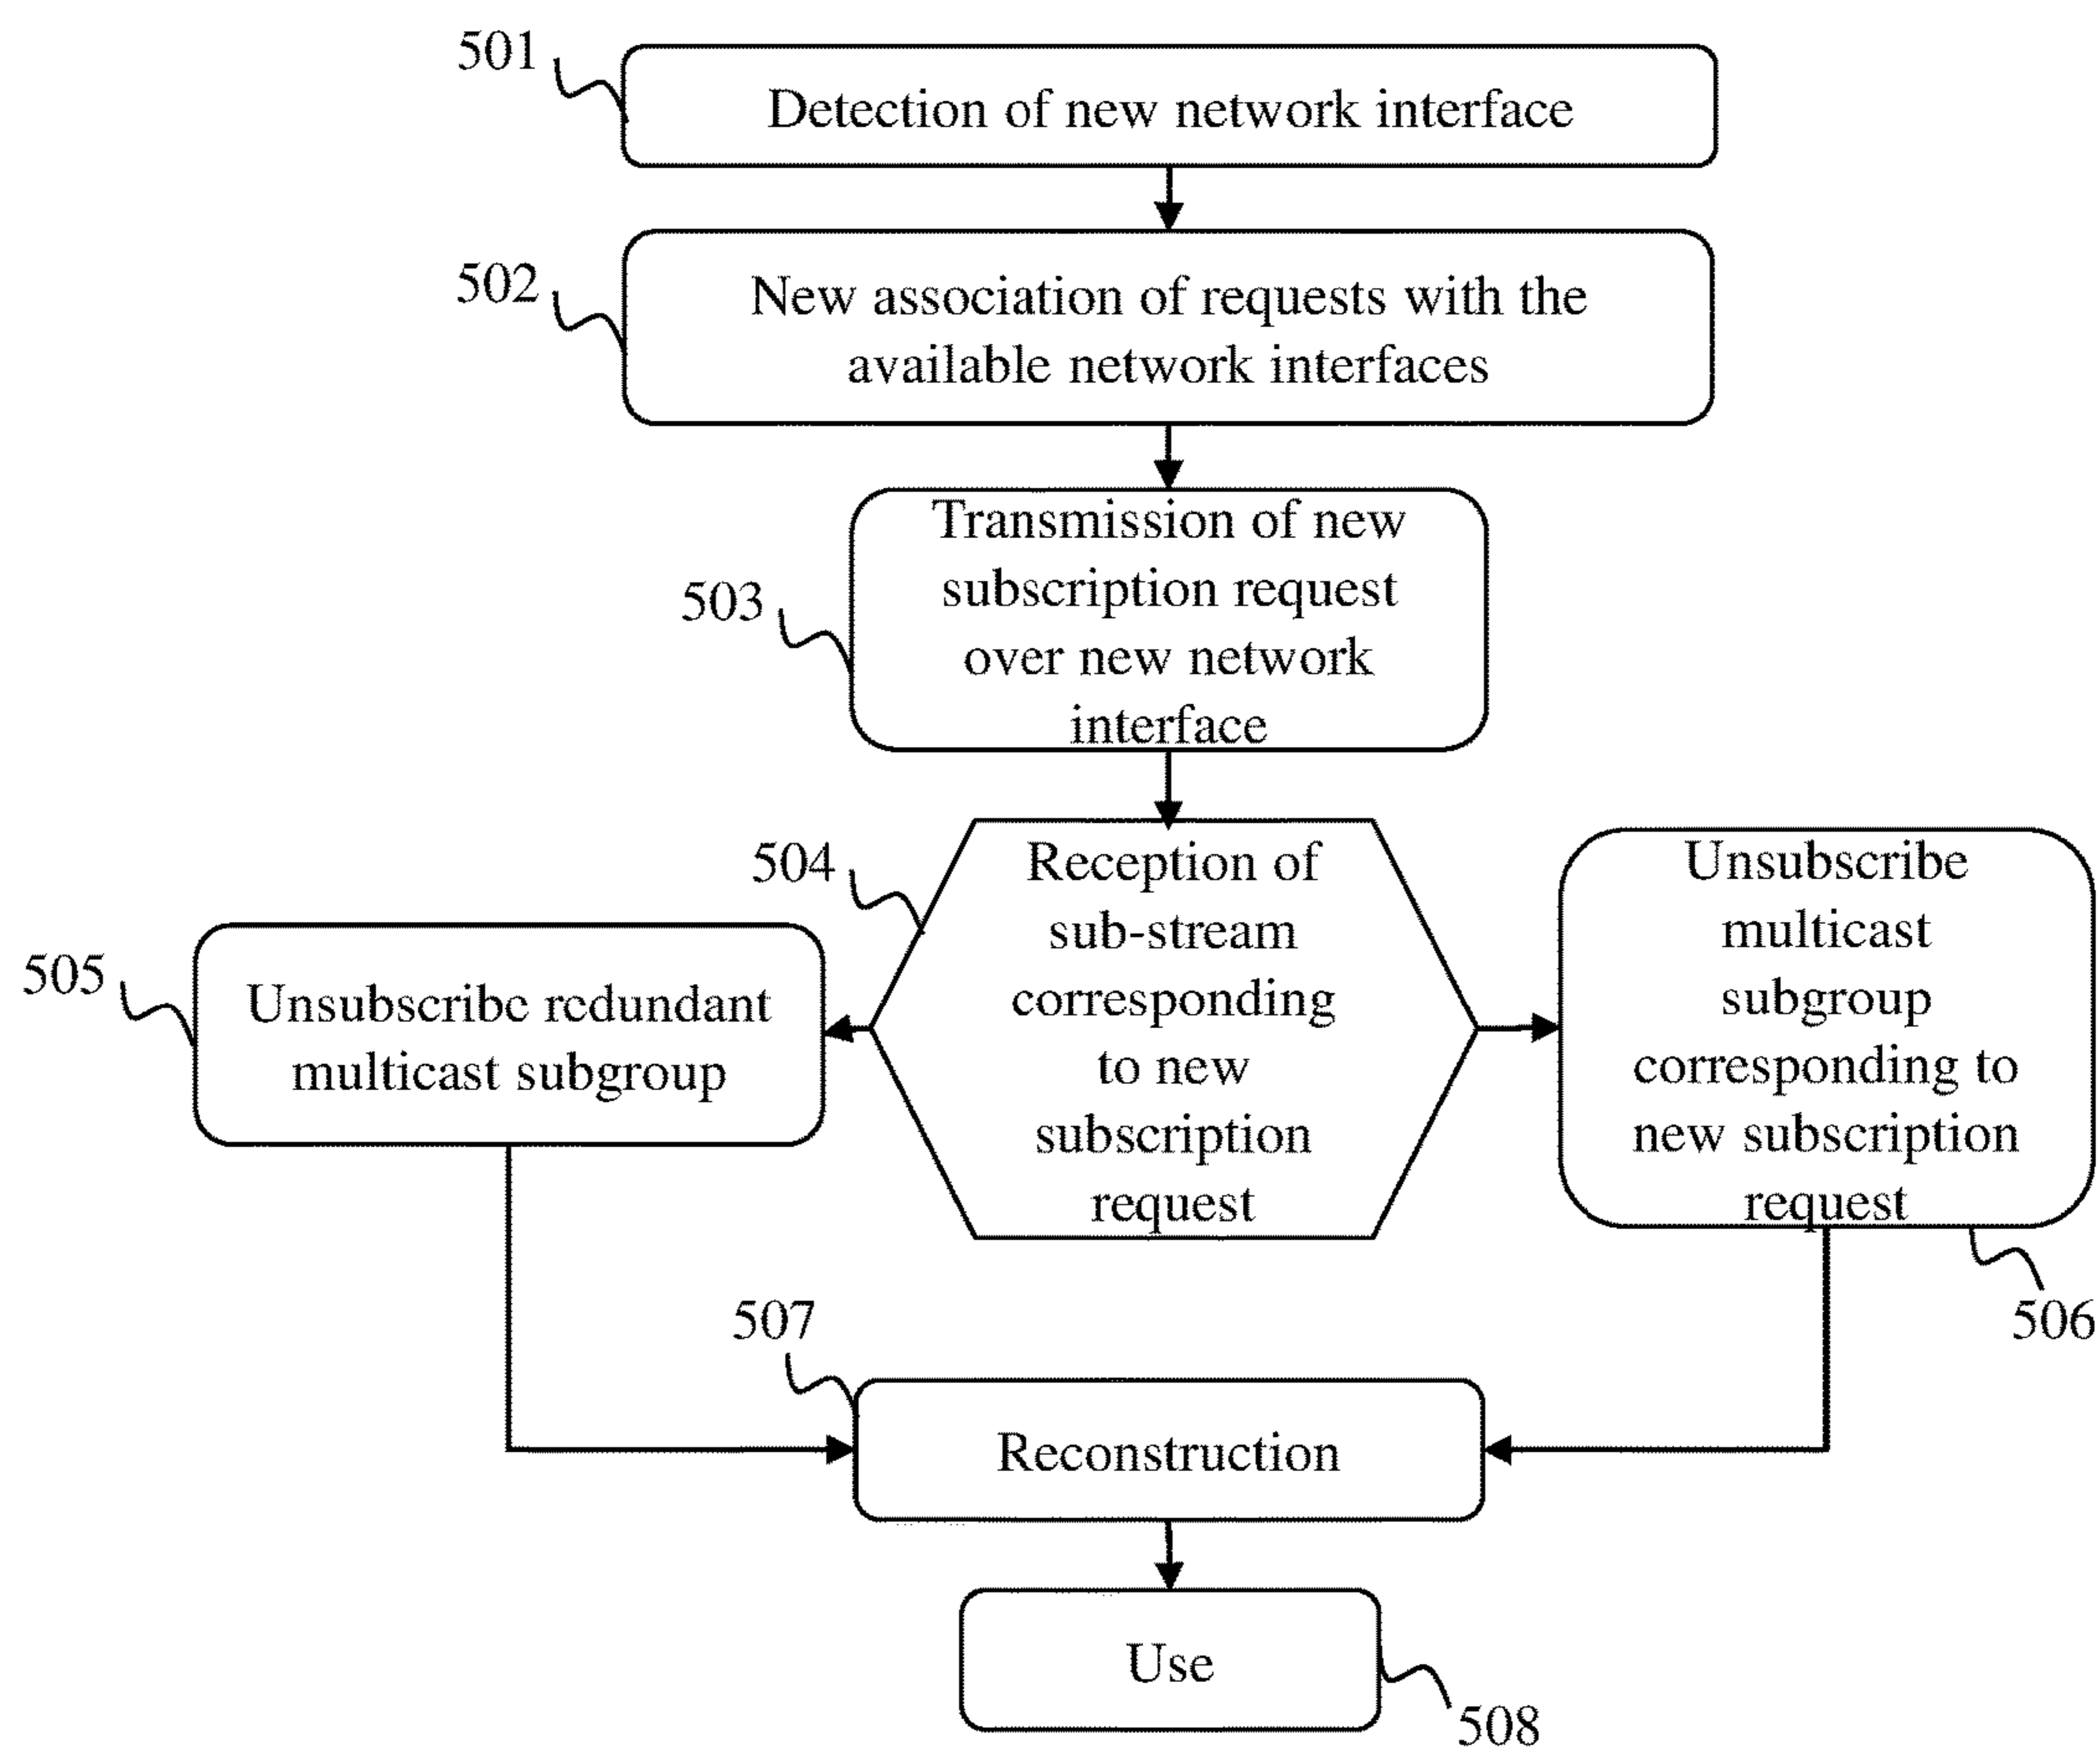 501
Detection of new network interface
502
New association of requests with the
available network interfaces
503
Transmission of new
subscription request
over new network
interface
504
Reception of
sub-stream
corresponding
to new
subscription
request
505
Unsubscribe redundant
multicast subgroup
Unsubscribe
multicast
subgroup
corresponding to
new subscription
request
506
507
Reconstruction
Use
508